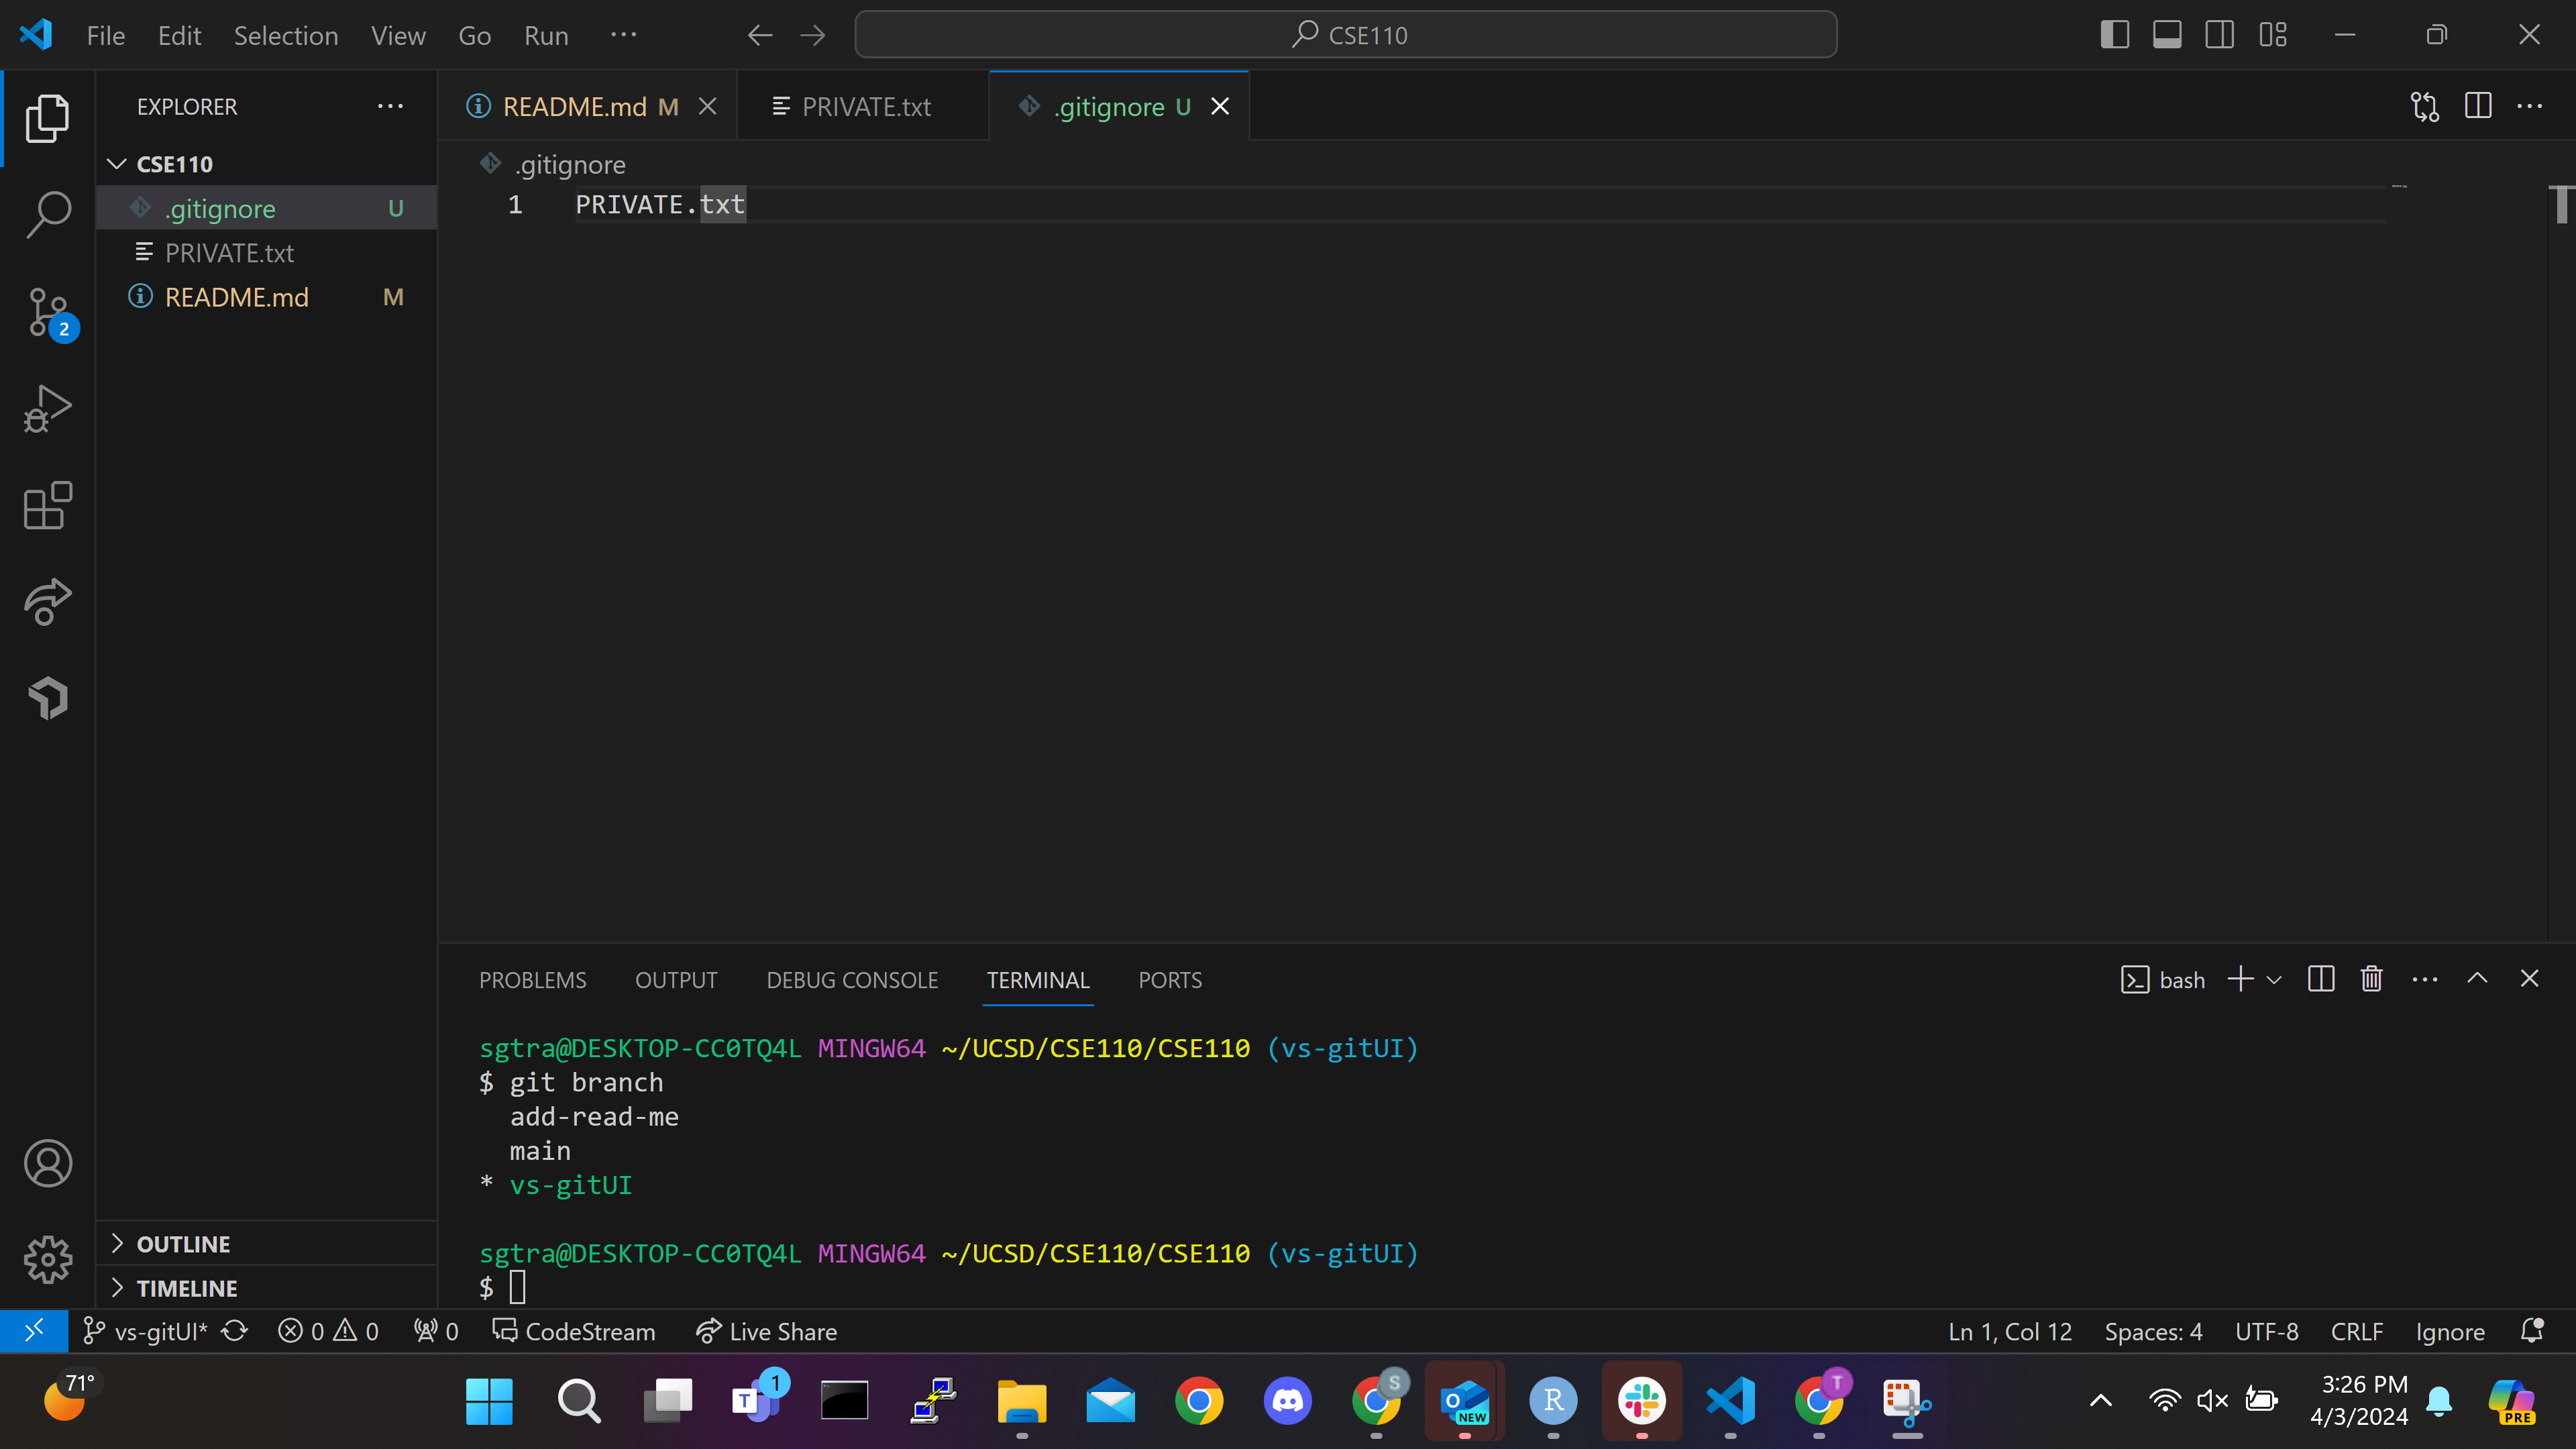 File Edit Selection View Go Run ...
CSE110
EXPLORER
README.md M
PRIVATE.txt
.gitignore U
CSE110
.gitignore
.gitignore U
1 PRIVATE.txt
PRIVATE.txt
README.md M
2
PROBLEMS OUTPUT DEBUG CONSOLE TERMINAL PORTS
bash
sgtra@DESKTOP-CC0TQ4L MINGW64 ~/UCSD/CSE110/CSE110 (vs-gitUI)
$ git branch
add-read-me
main
* vs-gitUI
sgtra@DESKTOP-CC0TQ4L MINGW64 ~/UCSD/CSE110/CSE110 (vs-gitUI)
$
OUTLINE
TIMELINE
vs-gitUI* 0 0 0 CodeStream Live Share
Ln 1, Col 12 Spaces: 4 UTF-8 CRLF Ignore
71°
T 1
S
O NEW
R
T
3:26 PM
4/3/2024
PRE